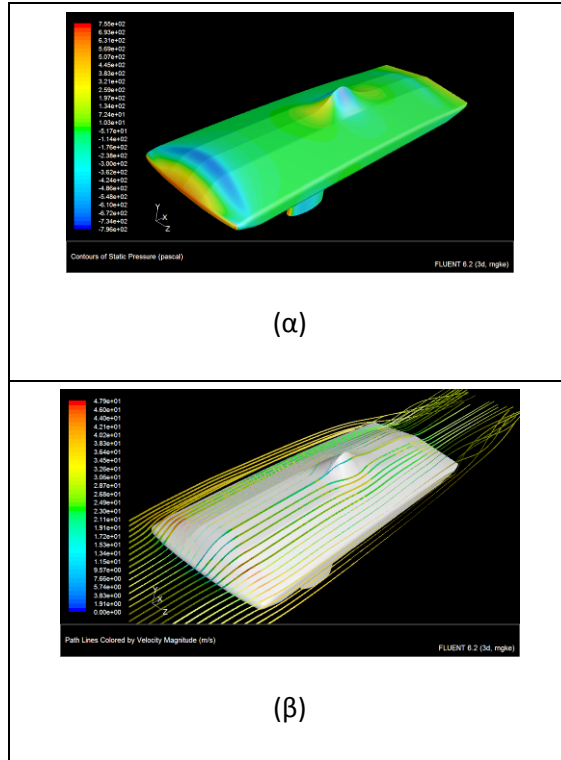 7.55e+02
6.93e+02
6.31e+02
5.69e+02
5.07e+02
4.45e+02
3.83e+02
3.21e+02
2.59e+02
1.97e+02
1.34e+02
7.24e+01
1.03e+01
-5.17e+01
-1.14e+02
-1.76e+02
-2.38e+02
-3.00e+02
-3.62e+02
-4.24e+02
-4.86e+02
-5.48e+02
-6.10e+02
-6.72e+02
-7.34e+02
-7.96e+02
Y
X
Z
Contours of Static Pressure (pascal)
FLUENT 6.2 (3d, rngke)
(α)
4.79e+01
4.60e+01
4.40e+01
4.21e+01
4.02e+01
3.83e+01
3.64e+01
3.45e+01
3.26e+01
3.06e+01
2.87e+01
2.68e+01
2.49e+01
2.30e+01
2.11e+01
1.91e+01
1.72e+01
1.53e+01
1.34e+01
1.15e+01
9.57e+00
7.66e+00
5.74e+00
3.83e+00
1.91e+00
0.00e+00
Y
X
Z
Path Lines Colored by Velocity Magnitude (m/s)
FLUENT 6.2 (3d, rngke)
(β)